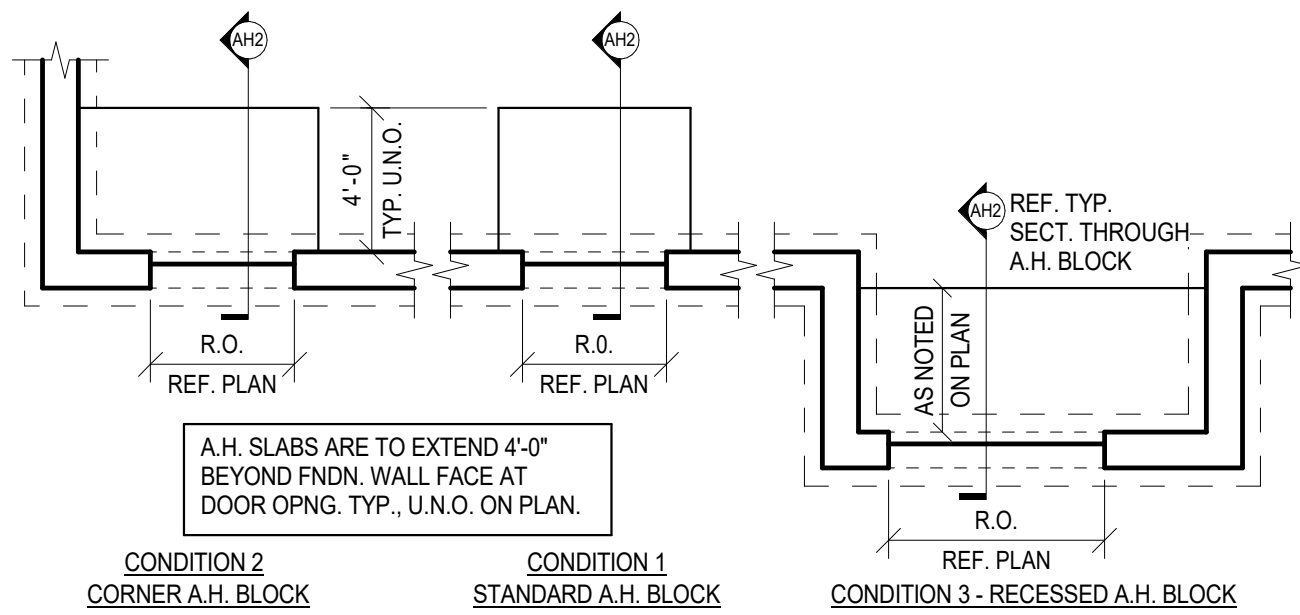 AH2
AH2
4'-0"
TYP. U.N.O.
AH2
REF. TYP.
SECT. THROUGH
A.H. BLOCK
AS NOTED
ON PLAN
R.O.
REF. PLAN
R.0.
REF. PLAN
A.H. SLABS ARE TO EXTEND 4'-0"
BEYOND FNDN. WALL FACE AT
DOOR OPNG. TYP., U.N.O. ON PLAN.
R.O.
REF. PLAN
CONDITION 2
CORNER A.H. BLOCK
CONDITION 1
STANDARD A.H. BLOCK
CONDITION 3 - RECESSED A.H. BLOCK